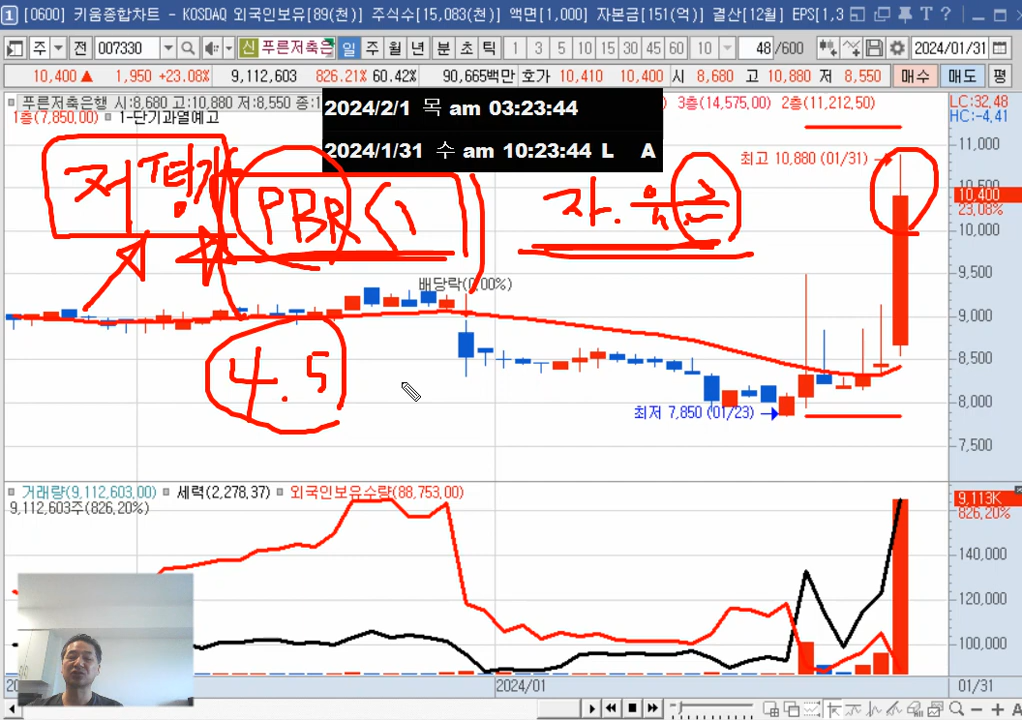 [0600] 키움종합차트 - KOSDAQ 외국인보유[89(천)] 주식수[15,083(천)] 액면[1,000] 자본금[151(억)] 결산[12월] EPS[1,3
주 전 007330 신 푸른저축은 일 주 월 년 분 초 틱 1 3 5 10 15 30 45 60 10 48 /600 2024/01/31
10,400 ▲ 1,950 +23.08% 9,112,603 826.21% 60.42% 90,665백만 호가 10,410 10,400 시 8,680 고 10,880 저 8,550 매수 매도 평
푸른저축은행 시:8,680 고:10,880 저:8,550 종:1
3층(14,575.00) 2층(11,212.50) LC:32.48
1층(7,850.00) 1-단기과열예고
HC:-4.41
2024/2/1 목 am 03:23:44
2024/1/31 수 am 10:23:44 L A
최고 10,880 (01/31)
11,000
10,500
10,400
23.08%
10,000
9,500
9,000
8,500
8,000
7,500
저평가 PBR<1
자.
4.5
배당락(0.00%)
최저 7,850 (01/23)
거래량(9,112,603.00) 세력(2,278.37) 외국인보유수량(88,753.00)
9,112,603주(826.20%)
9,113K
826.20%
140,000
120,000
100,000
2024/01
01/31